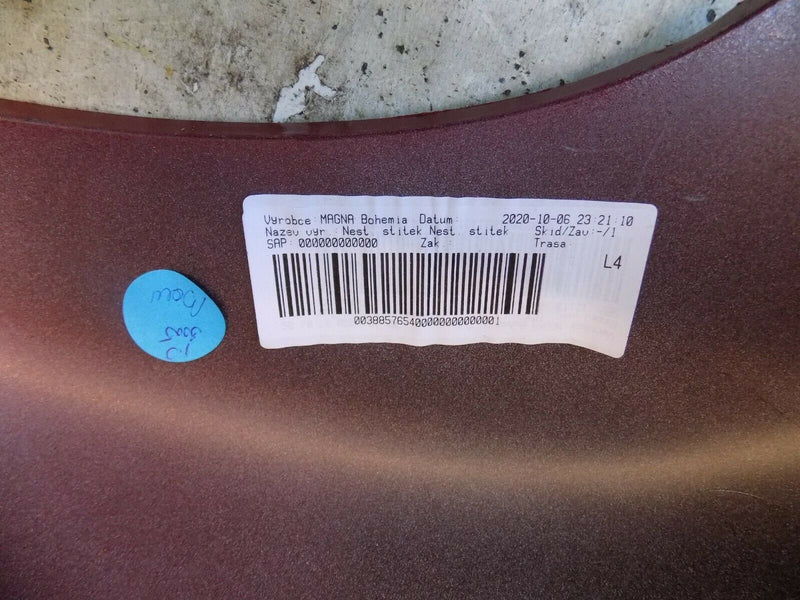 Vyrobce: MAGNA Bohemia Datum: 2020-10-06 23:21:10
Nazev vyr.: Nest. stitek Nest. stitek Skid/Zav:-/1
SAP: 000000000000 Zak.: Trasa:
L4
00388576540000000000001